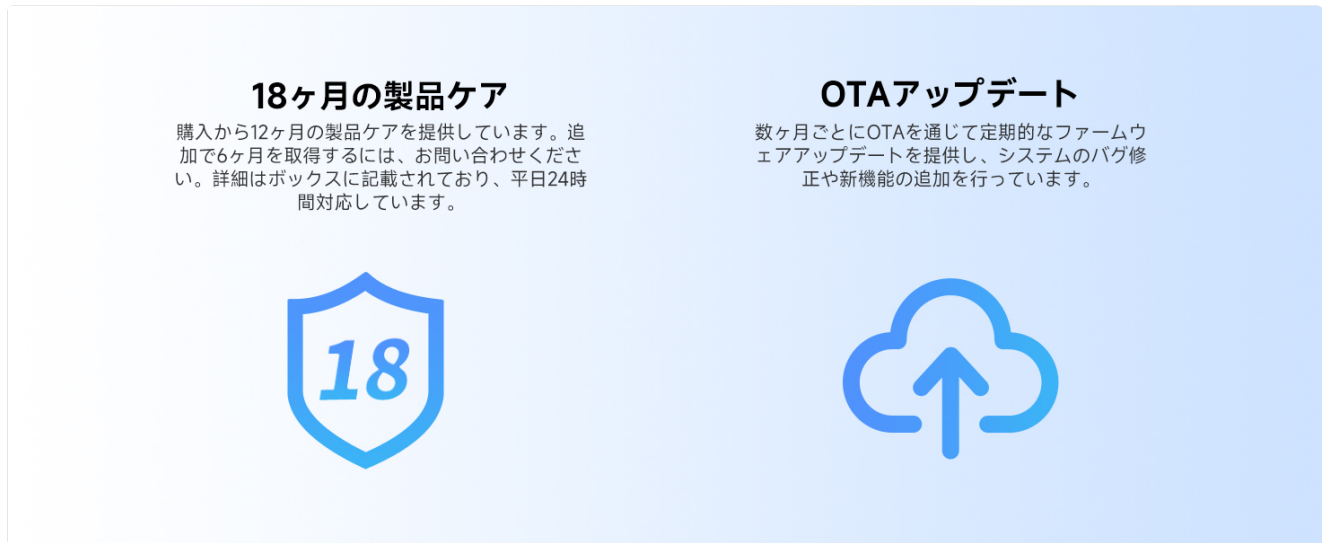 18ヶ月の製品ケア
購入から12ヶ月の製品ケアを提供しています。追
加で6ヶ月を取得するには、お問い合わせくださ
い。詳細はボックスに記載されており、平日24時
間対応しています。
18
OTAアップデート
数ヶ月ごとにOTAを通じて定期的なファームウ
ェアアップデートを提供し、システムのバグ修
正や新機能の追加を行っています。